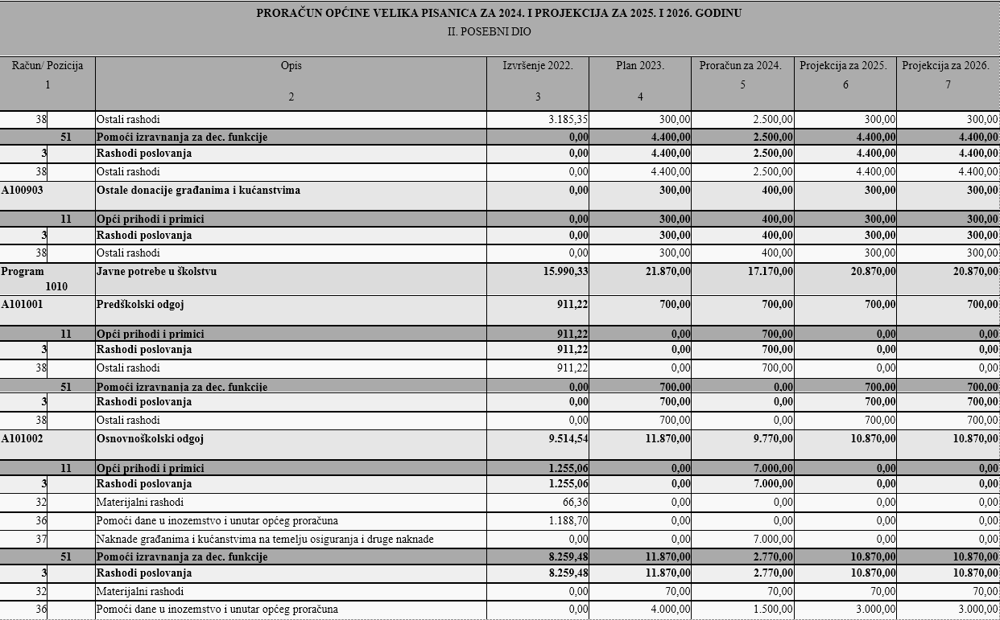 PRORAČUN OPĆINE VELIKA PISANICA ZA 2024. I PROJEKCIJA ZA 2025. I 2026. GODINU
II. POSEBNI DIO
Račun/ Pozicija Opis Izvršenje 2022. Plan 2023. Proračun za 2024. Projekcija za 2025. Projekcija za 2026.
1 2 3 4 5 6 7
38 Ostali rashodi 3.185,35 300,00 2.500,00 300,00 300,00
51 Pomoći izravnanja za dec. funkcije 0,00 4.400,00 2.500,00 4.400,00 4.400,00
3 Rashodi poslovanja 0,00 4.400,00 2.500,00 4.400,00 4.400,00
38 Ostali rashodi 0,00 4.400,00 2.500,00 4.400,00 4.400,00
A100903 Ostale donacije građanima i kućanstvima 0,00 300,00 400,00 300,00 300,00
11 Opći prihodi i primici 0,00 300,00 400,00 300,00 300,00
3 Rashodi poslovanja 0,00 300,00 400,00 300,00 300,00
38 Ostali rashodi 0,00 300,00 400,00 300,00 300,00
Program Javne potrebe u školstvu 15.990,33 21.870,00 17.170,00 20.870,00 20.870,00
1010
A101001 Predškolski odgoj 911,22 700,00 700,00 700,00 700,00
11 Opći prihodi i primici 911,22 0,00 700,00 0,00 0,00
3 Rashodi poslovanja 911,22 0,00 700,00 0,00 0,00
38 Ostali rashodi 911,22 0,00 700,00 0,00 0,00
51 Pomoći izravnanja za dec. funkcije 0,00 700,00 0,00 700,00 700,00
3 Rashodi poslovanja 0,00 700,00 0,00 700,00 700,00
38 Ostali rashodi 0,00 700,00 0,00 700,00 700,00
A101002 Osnovnoškolski odgoj 9.514,54 11.870,00 9.770,00 10.870,00 10.870,00
11 Opći prihodi i primici 1.255,06 0,00 7.000,00 0,00 0,00
3 Rashodi poslovanja 1.255,06 0,00 7.000,00 0,00 0,00
32 Materijalni rashodi 66,36 0,00 0,00 0,00 0,00
36 Pomoći dane u inozemstvo i unutar općeg proračuna 1.188,70 0,00 0,00 0,00 0,00
37 Naknade građanima i kućanstvima na temelju osiguranja i druge naknade 0,00 0,00 7.000,00 0,00 0,00
51 Pomoći izravnanja za dec. funkcije 8.259,48 11.870,00 2.770,00 10.870,00 10.870,00
3 Rashodi poslovanja 8.259,48 11.870,00 2.770,00 10.870,00 10.870,00
32 Materijalni rashodi 0,00 70,00 70,00 70,00 70,00
36 Pomoći dane u inozemstvo i unutar općeg proračuna 0,00 4.000,00 1.500,00 3.000,00 3.000,00